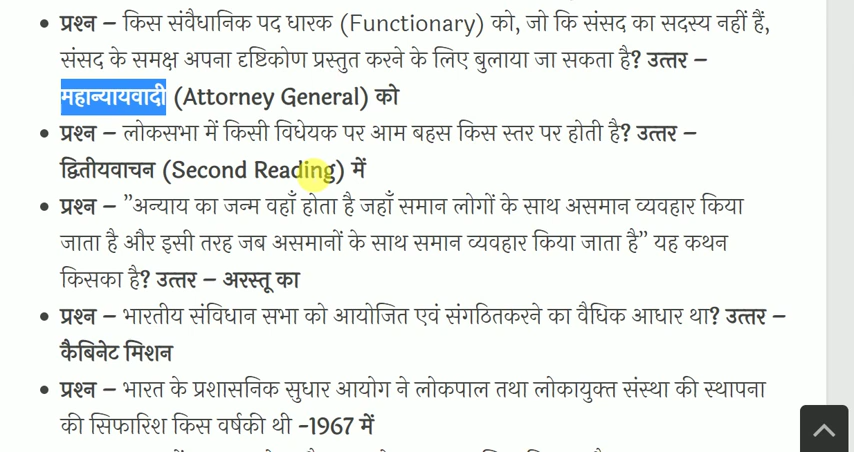 • प्रश्न – किस संवैधानिक पद धारक (Functionary) को, जो कि संसद का सदस्य नहीं हैं,
संसद के समक्ष अपना दृष्टिकोण प्रस्तुत करने के लिए बुलाया जा सकता है? उत्तर –
महान्यायवादी (Attorney General) को
• प्रश्न – लोकसभा में किसी विधेयक पर आम बहस किस स्तर पर होती है? उत्तर –
द्वितीयवाचन (Second Reading) में
• प्रश्न – ”अन्याय का जन्म वहाँ होता है जहाँ समान लोगों के साथ असमान व्यवहार किया
जाता है और इसी तरह जब असमानों के साथ समान व्यवहार किया जाता है” यह कथन
किसका है? उत्तर – अरस्तू का
• प्रश्न – भारतीय संविधान सभा को आयोजित एवं संगठितकरने का वैधिक आधार था? उत्तर –
कैबिनेट मिशन
• प्रश्न – भारत के प्रशासनिक सुधार आयोग ने लोकपाल तथा लोकायुक्त संस्था की स्थापना
की सिफारिश किस वर्षकी थी –1967 में